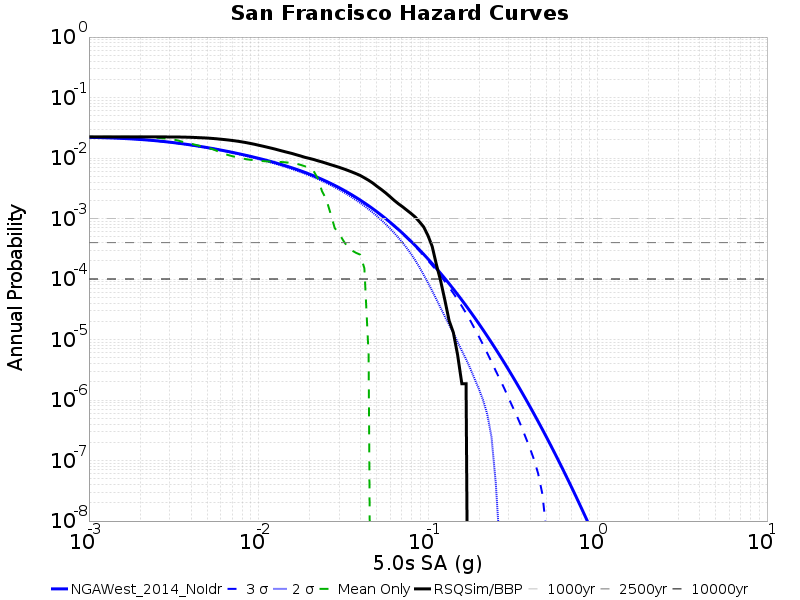 San Francisco Hazard Curves
10^0
10^-1
10^-2
10^-3
10^-4
10^-5
10^-6
10^-7
10^-8
Annual Probability
10^-3 10^-2 10^-1 10^0 10^1
5.0s SA (g)
NGAWest_2014_NoIdr 3 σ 2 σ Mean Only RSQSim/BBP 1000yr 2500yr 10000yr